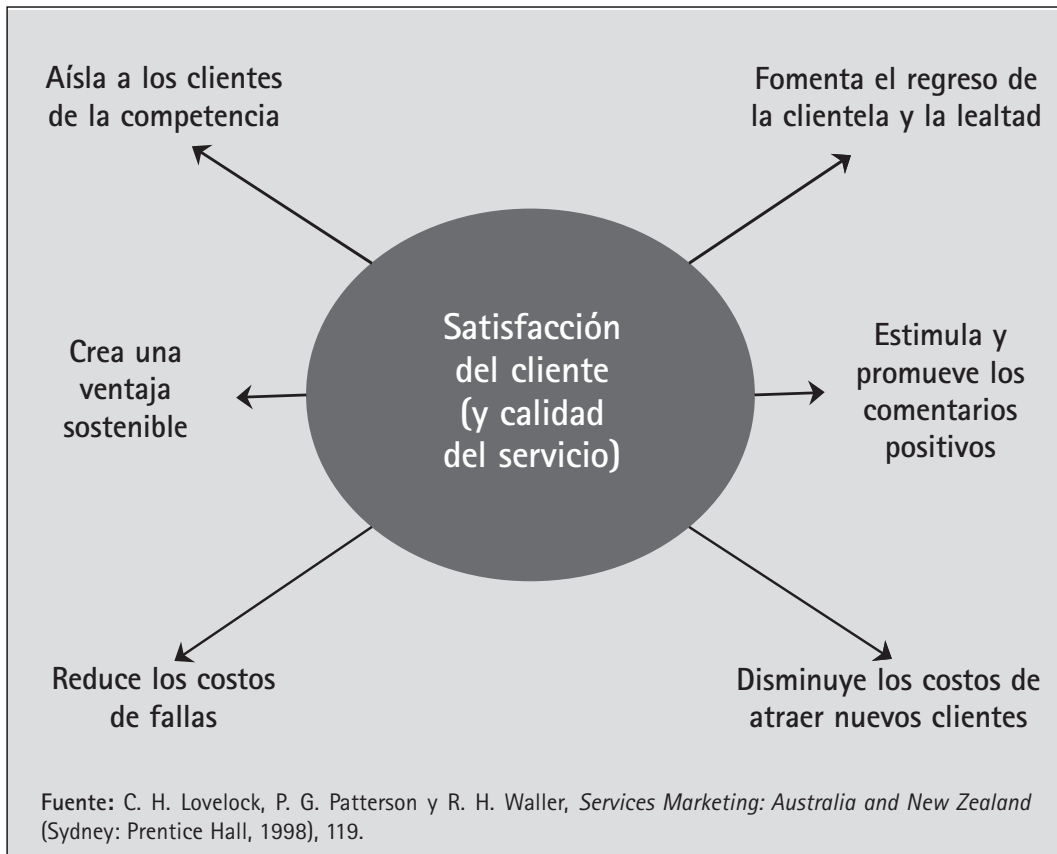 Aísla a los clientes
de la competencia
Fomenta el regreso de
la clientela y la lealtad
Satisfacción
del cliente
(y calidad
del servicio)
Crea una
ventaja
sostenible
Estimula y
promueve los
comentarios
positivos
Reduce los costos
de fallas
Disminuye los costos de
atraer nuevos clientes
Fuente: C. H. Lovelock, P. G. Patterson y R. H. Waller, Services Marketing: Australia and New Zealand
(Sydney: Prentice Hall, 1998), 119.